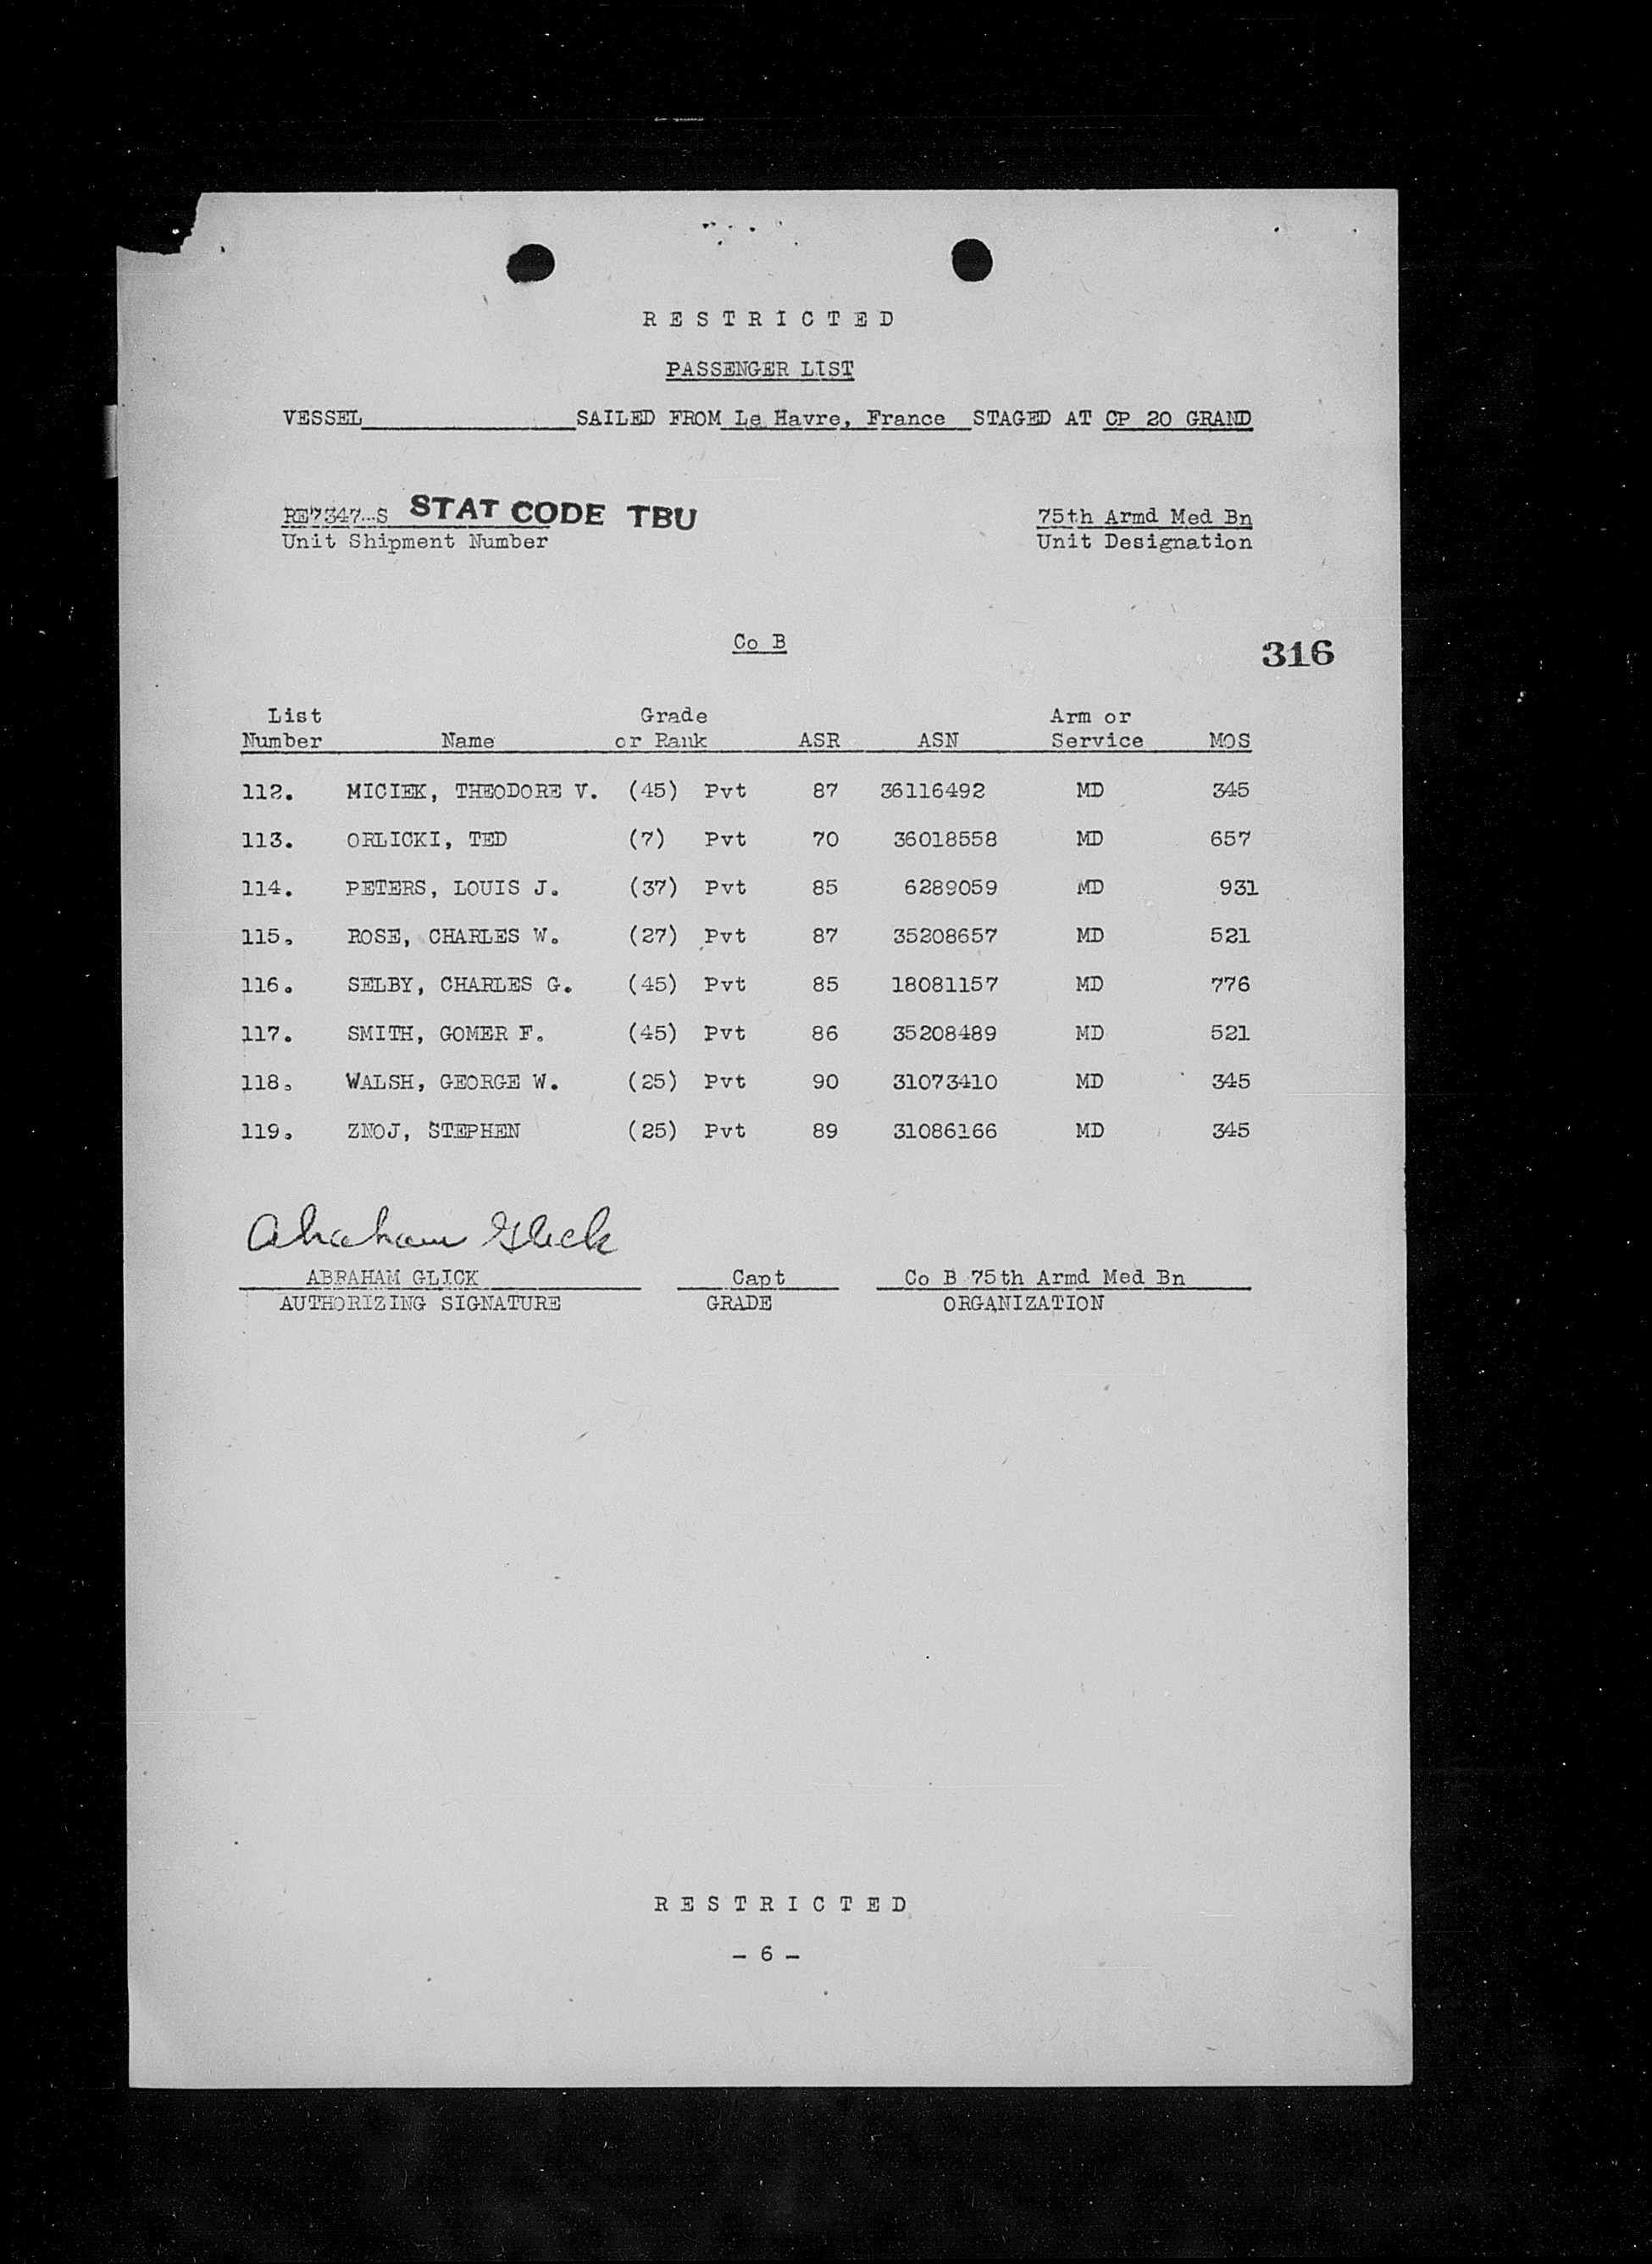 RESTRICTED
PASSENGER LIST
VESSEL SAILED FROM Le Havre, France STAGED AT CP 20 GRAND
RE7347-S STAT CODE TBU 75th Armd Med Bn
Unit Shipment Number Unit Designation
Co B 316
List Grade Arm or
Number Name or Rank ASR ASN Service MOS
112. MICIEK, THEODORE V. (45) Pvt 87 36116492 MD 345
113. ORLICKI, TED (7) Pvt 70 36018558 MD 657
114. PETERS, LOUIS J. (37) Pvt 85 6289059 MD 931
115. ROSE, CHARLES W. (27) Pvt 87 35208657 MD 521
116. SELBY, CHARLES G. (45) Pvt 85 18081157 MD 776
117. SMITH, GOMER F. (45) Pvt 86 35208489 MD 521
118. WALSH, GEORGE W. (25) Pvt 90 31073410 MD 345
119. ZNOJ, STEPHEN (25) Pvt 89 31086166 MD 345
Abraham Glick
ABRAHAM GLICK Capt Co B 75th Armd Med Bn
AUTHORIZING SIGNATURE GRADE ORGANIZATION
RESTRICTED
- 6 -